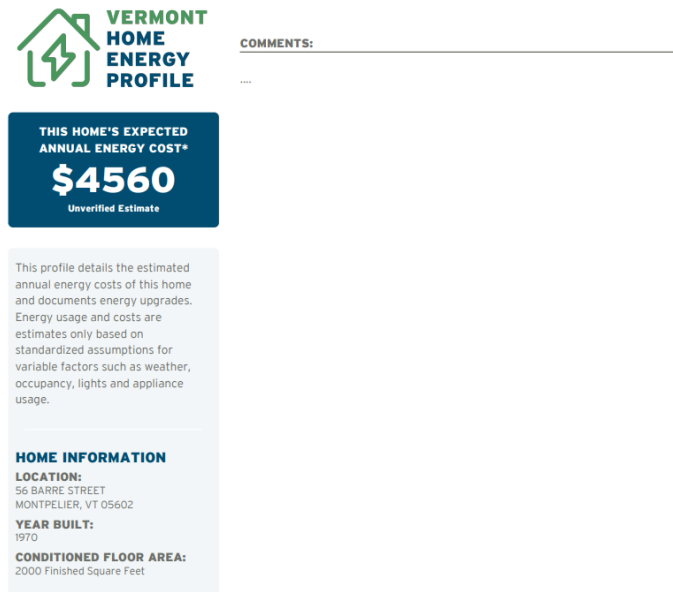 VERMONT
HOME
ENERGY
PROFILE
THIS HOME'S EXPECTED
ANNUAL ENERGY COST*
$4560
Unverified Estimate
This profile details the estimated
annual energy costs of this home
and documents energy upgrades.
Energy usage and costs are
estimates only based on
standardized assumptions for
variable factors such as weather,
occupancy, lights and appliance
usage.
HOME INFORMATION
LOCATION:
56 BARRE STREET
MONTPELIER, VT 05602
YEAR BUILT:
1970
CONDITIONED FLOOR AREA:
2000 Finished Square Feet
COMMENTS:
....